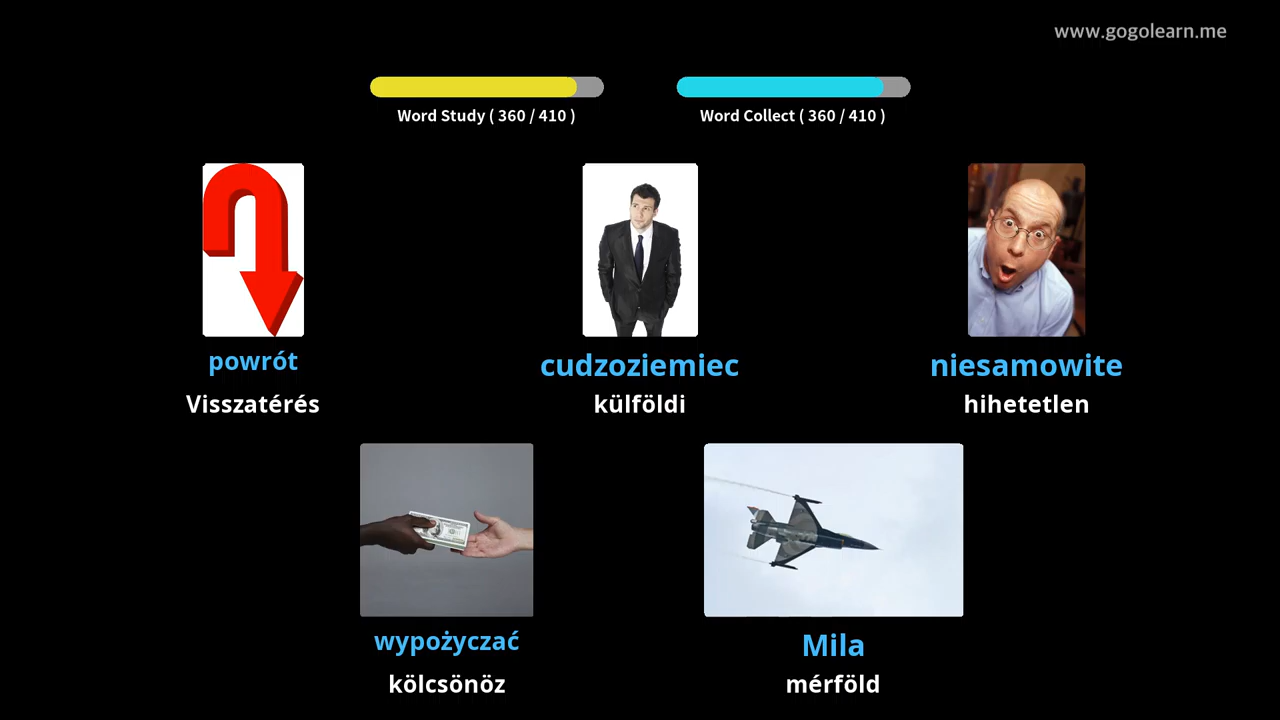 www.gogolearn.me
Word Study ( 360 / 410 )
Word Collect ( 360 / 410 )
powrót
Visszatérés
cudzoziemiec
külföldi
niesamowite
hihetetlen
wypożyczać
kölcsönöz
Mila
mérföld